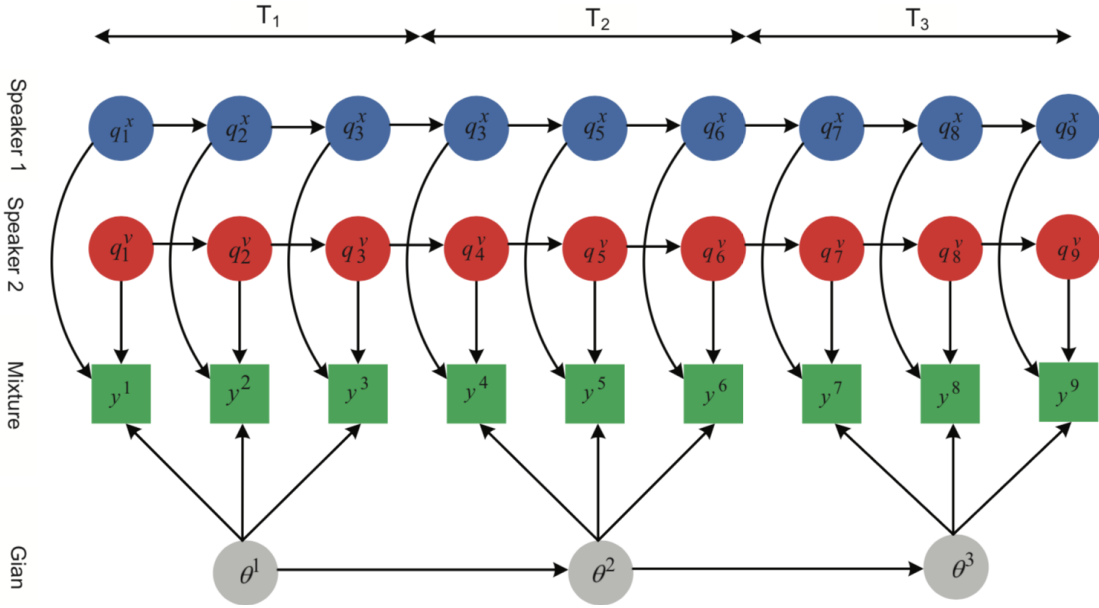 T₁ T₂ T₃
Speaker 1
q₁ˣ q₂ˣ q₃ˣ q₃ˣ q₅ˣ q₆ˣ q₇ˣ q₈ˣ q₉ˣ
Speaker 2
q₁ᵛ q₂ᵛ q₃ᵛ q₄ᵛ q₅ᵛ q₆ᵛ q₇ᵛ q₈ᵛ q₉ᵛ
Mixture
y¹ y² y³ y⁴ y⁵ y⁶ y⁷ y⁸ y⁹
Gian
θ¹ θ² θ³